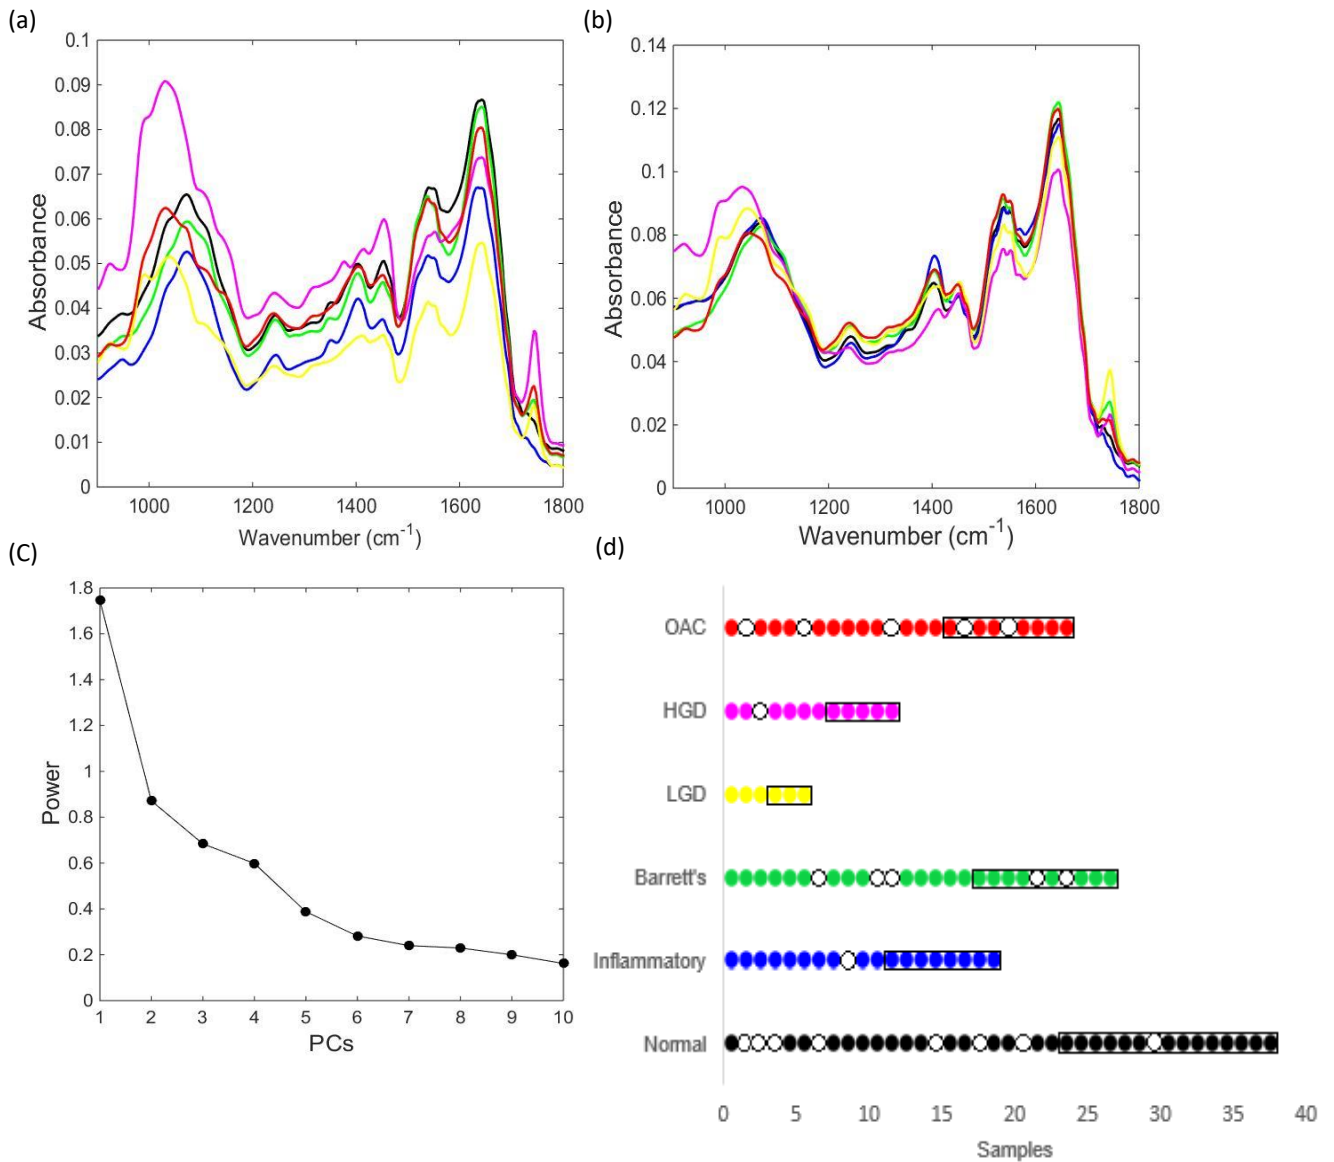 (a)
0.1
0.09
0.08
0.07
0.06
0.05
0.04
0.03
0.02
0.01
0
Absorbance
1000 1200 1400 1600 1800
Wavenumber (cm-1)
(b)
0.14
0.12
0.1
0.08
0.06
0.04
0.02
0
Absorbance
1000 1200 1400 1600 1800
Wavenumber (cm-1)
(C)
1.8
1.6
1.4
1.2
1
0.8
0.6
0.4
0.2
0
Power
1 2 3 4 5 6 7 8 9 10
PCs
(d)
OAC
HGD
LGD
Barrett's
Inflammatory
Normal
0 5 10 15 20 25 30 35 40
Samples